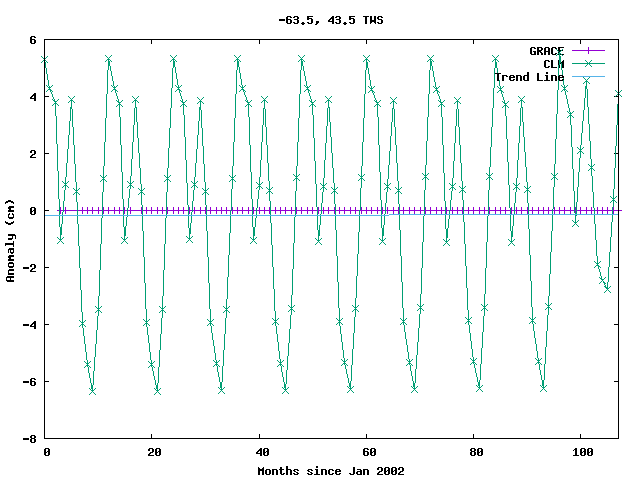 -63.5, 43.5 TWS
GRACE
CLM
Trend Line
6
4
2
0
-2
-4
-6
-8
Anomaly (cm)
0 20 40 60 80 100
Months since Jan 2002